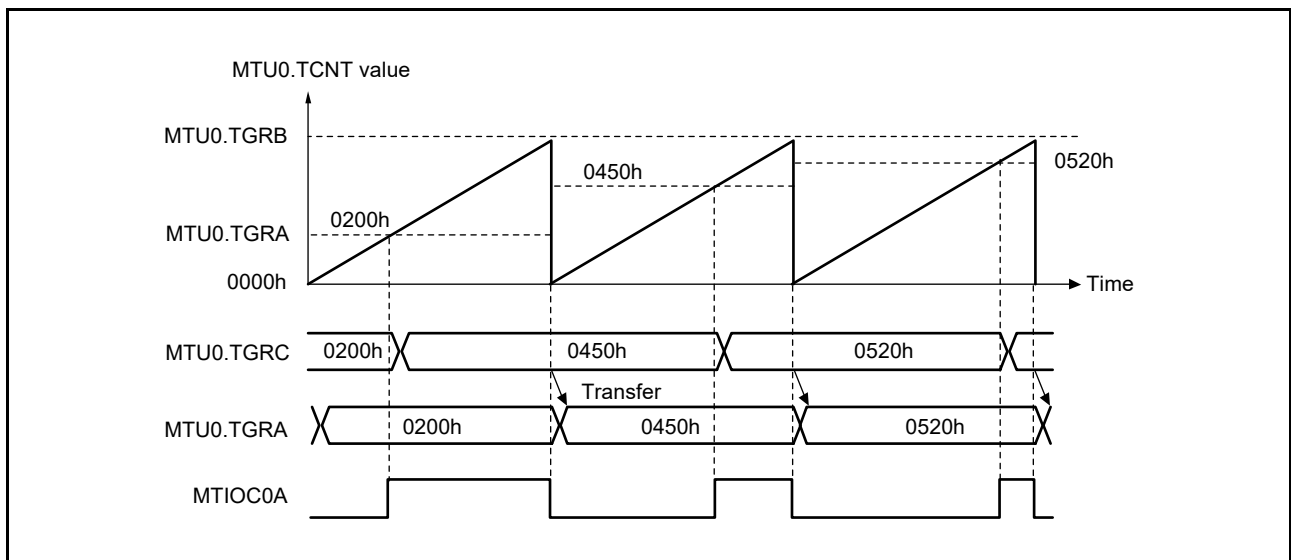 MTU0.TCNT value
MTU0.TGRB
0520h
0450h
0200h
MTU0.TGRA
0000h
Time
MTU0.TGRC 0200h 0450h 0520h
Transfer
MTU0.TGRA 0200h 0450h 0520h
MTIOC0A